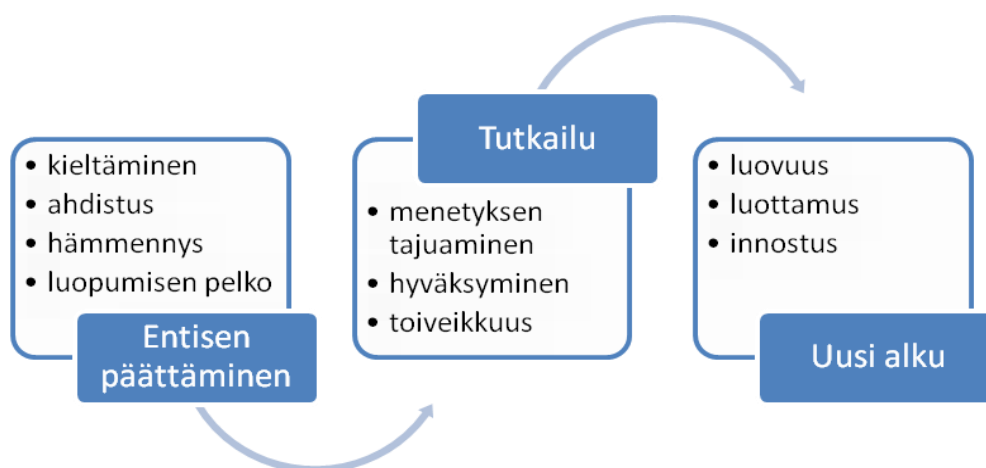 • kieltäminen
• ahdistus
• hämmennys
• luopumisen pelko
Entisen
päättäminen
Tutkailu
• menetyksen
tajuaminen
• hyväksyminen
• toiveikkuus
• luovuus
• luottamus
• innostus
Uusi alku